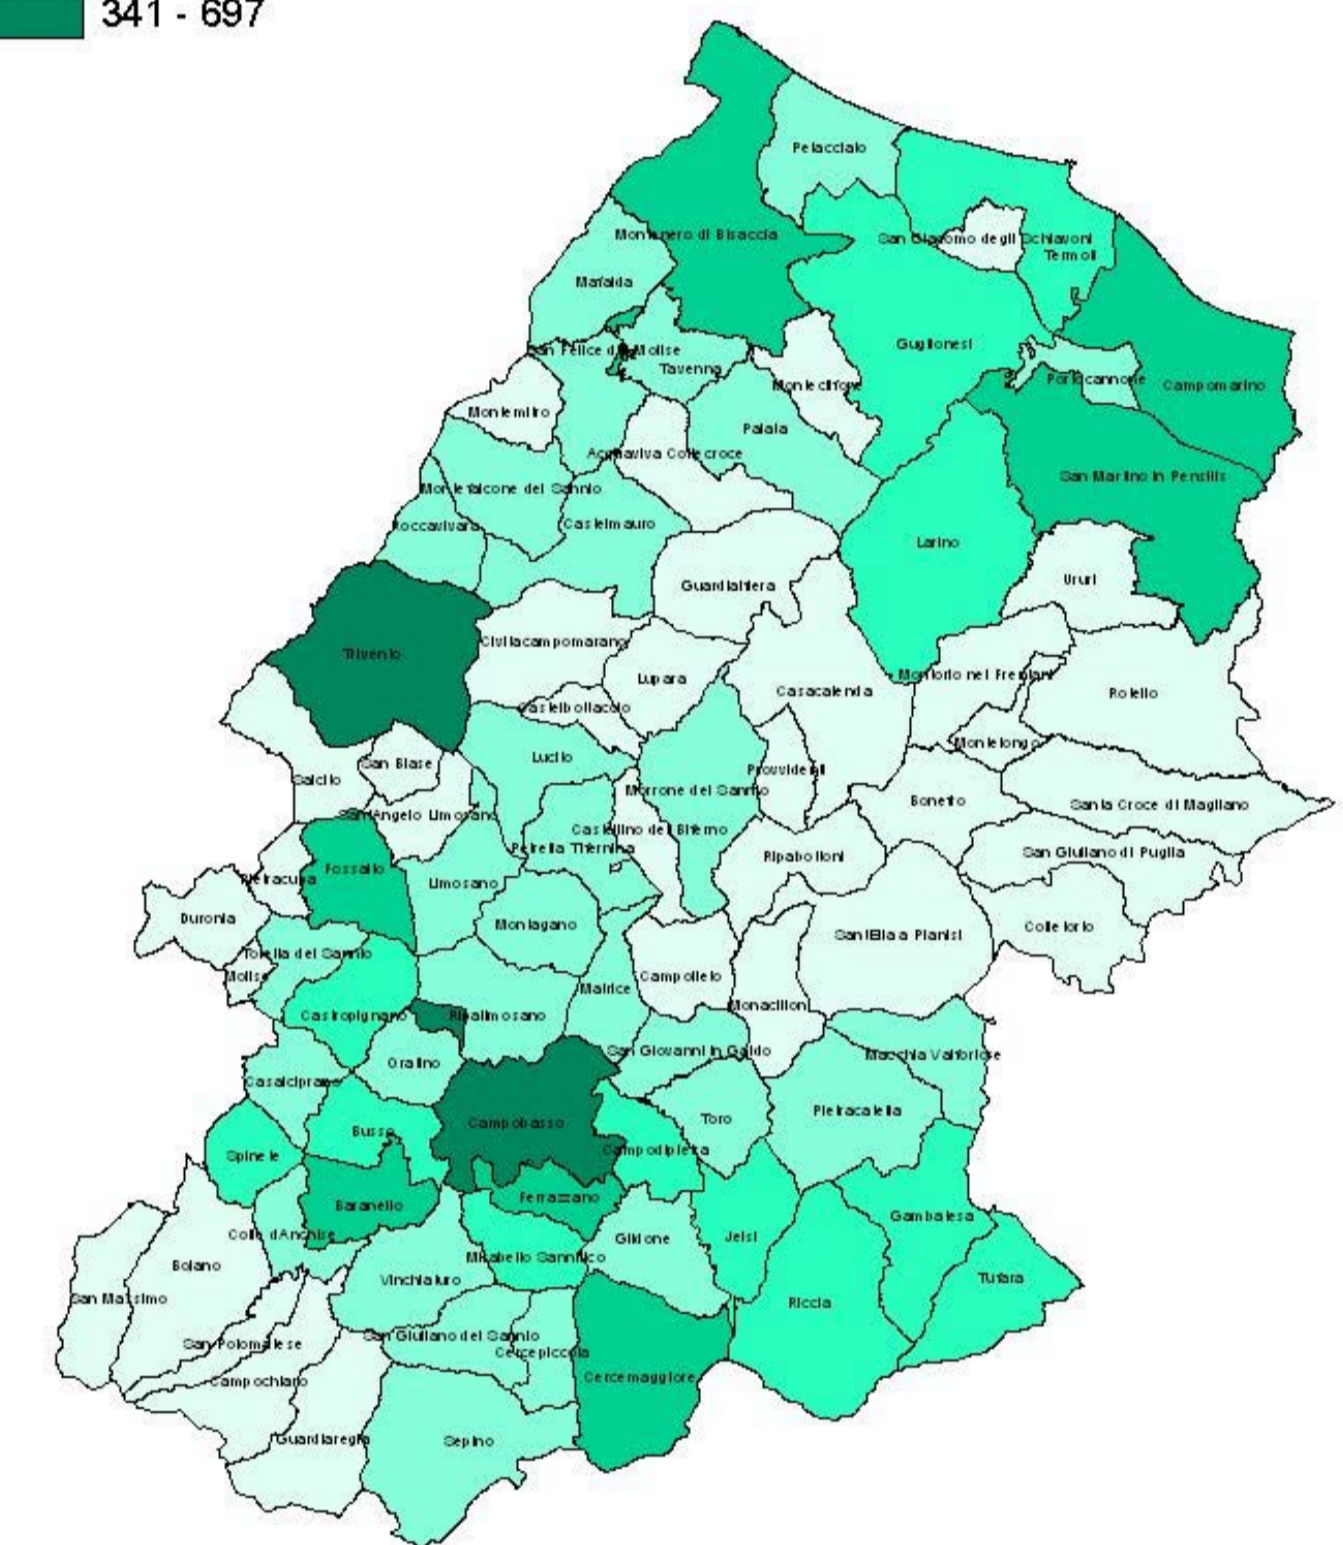 341 - 697
Petacciato
Montenero di Bisaccia
San Giacomo degli Schiavoni
Termoli
Mafalda
Guglionesi
San Felice del Molise
Tavenna
Montecilfone
Portocannone
Campomarino
Montemitro
Palata
Acquaviva Collecroce
San Martino in Pensilis
Montefalcone del Sannio
Roccavivara
Castelmauro
Larino
Guardialfiera
Ururi
Trivento
Civitacampomarano
Lupara
Casacalenda
Montorio nei Frentani
Rotello
Castelbottaccio
Montelongo
Lucito
San Biase
Salcito
Morrone del Sannio
Provvidenti
Bonefro
Santa Croce di Magliano
Sant'Angelo Limosano
Castellino del Biferno
Petrella Tifernina
Ripabottoni
San Giuliano di Puglia
Pietracupa
Fossalto
Limosano
Duronia
Montagano
Sant'Elia a Pianisi
Colletorto
Torella del Sannio
Molise
Matrice
Campolieto
Monacilioni
Castropignano
Ripalimosano
San Giovanni in Galdo
Macchia Valfortore
Oratino
Casalciprano
Pietracatella
Toro
Campobasso
Busso
Campodipietra
Spinete
Baranello
Ferrazzano
Gambatesa
Colle d'Anchise
Gildone
Jelsi
Mirabello Sannitico
Bojano
Vinchiaturo
Tufara
San Massimo
Riccia
San Giuliano del Sannio
San Polomatese
Cercepiccola
Cercemaggiore
Campochiaro
Guardiaregia
Sepino